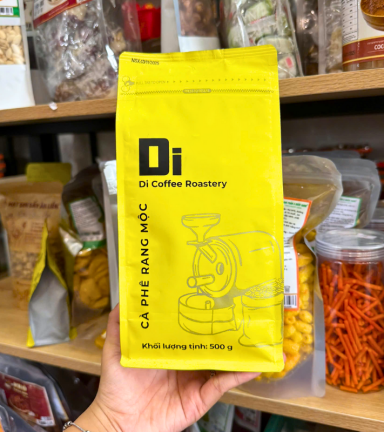 Di
Di Coffee Roastery
CÀ PHÊ RANG MỘC
Khối lượng tịnh: 500 g